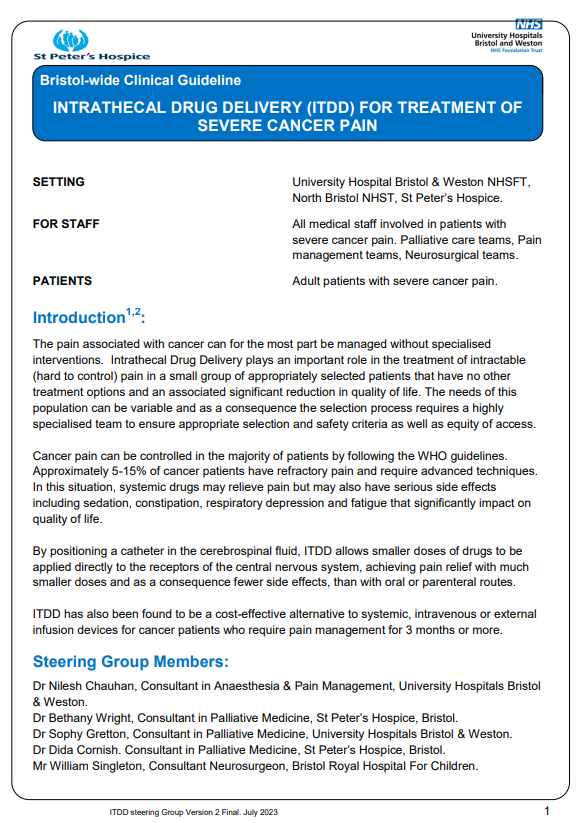 St Peter's Hospice
NHS
University Hospitals
Bristol and Weston
NHS Foundation Trust
Bristol-wide Clinical Guideline
INTRATHECAL DRUG DELIVERY (ITDD) FOR TREATMENT OF
SEVERE CANCER PAIN
SETTING
University Hospital Bristol & Weston NHSFT,
North Bristol NHST, St Peter's Hospice.
FOR STAFF
All medical staff involved in patients with
severe cancer pain. Palliative care teams, Pain
management teams, Neurosurgical teams.
PATIENTS
Adult patients with severe cancer pain.
Introduction1,2:
The pain associated with cancer can for the most part be managed without specialised
interventions.  Intrathecal Drug Delivery plays an important role in the treatment of intractable
(hard to control) pain in a small group of appropriately selected patients that have no other
treatment options and an associated significant reduction in quality of life. The needs of this
population can be variable and as a consequence the selection process requires a highly
specialised team to ensure appropriate selection and safety criteria as well as equity of access.
Cancer pain can be controlled in the majority of patients by following the WHO guidelines.
Approximately 5-15% of cancer patients have refractory pain and require advanced techniques.
In this situation, systemic drugs may relieve pain but may also have serious side effects
including sedation, constipation, respiratory depression and fatigue that significantly impact on
quality of life.
By positioning a catheter in the cerebrospinal fluid, ITDD allows smaller doses of drugs to be
applied directly to the receptors of the central nervous system, achieving pain relief with much
smaller doses and as a consequence fewer side effects, than with oral or parenteral routes.
ITDD has also been found to be a cost-effective alternative to systemic, intravenous or external
infusion devices for cancer patients who require pain management for 3 months or more.
Steering Group Members:
Dr Nilesh Chauhan, Consultant in Anaesthesia & Pain Management, University Hospitals Bristol
& Weston.
Dr Bethany Wright, Consultant in Palliative Medicine, St Peter's Hospice, Bristol.
Dr Sophy Gretton, Consultant in Palliative Medicine, University Hospitals Bristol & Weston.
Dr Dida Cornish. Consultant in Palliative Medicine, St Peter's Hospice, Bristol.
Mr William Singleton, Consultant Neurosurgeon, Bristol Royal Hospital For Children.
ITDD steering Group Version 2 Final. July 2023
1